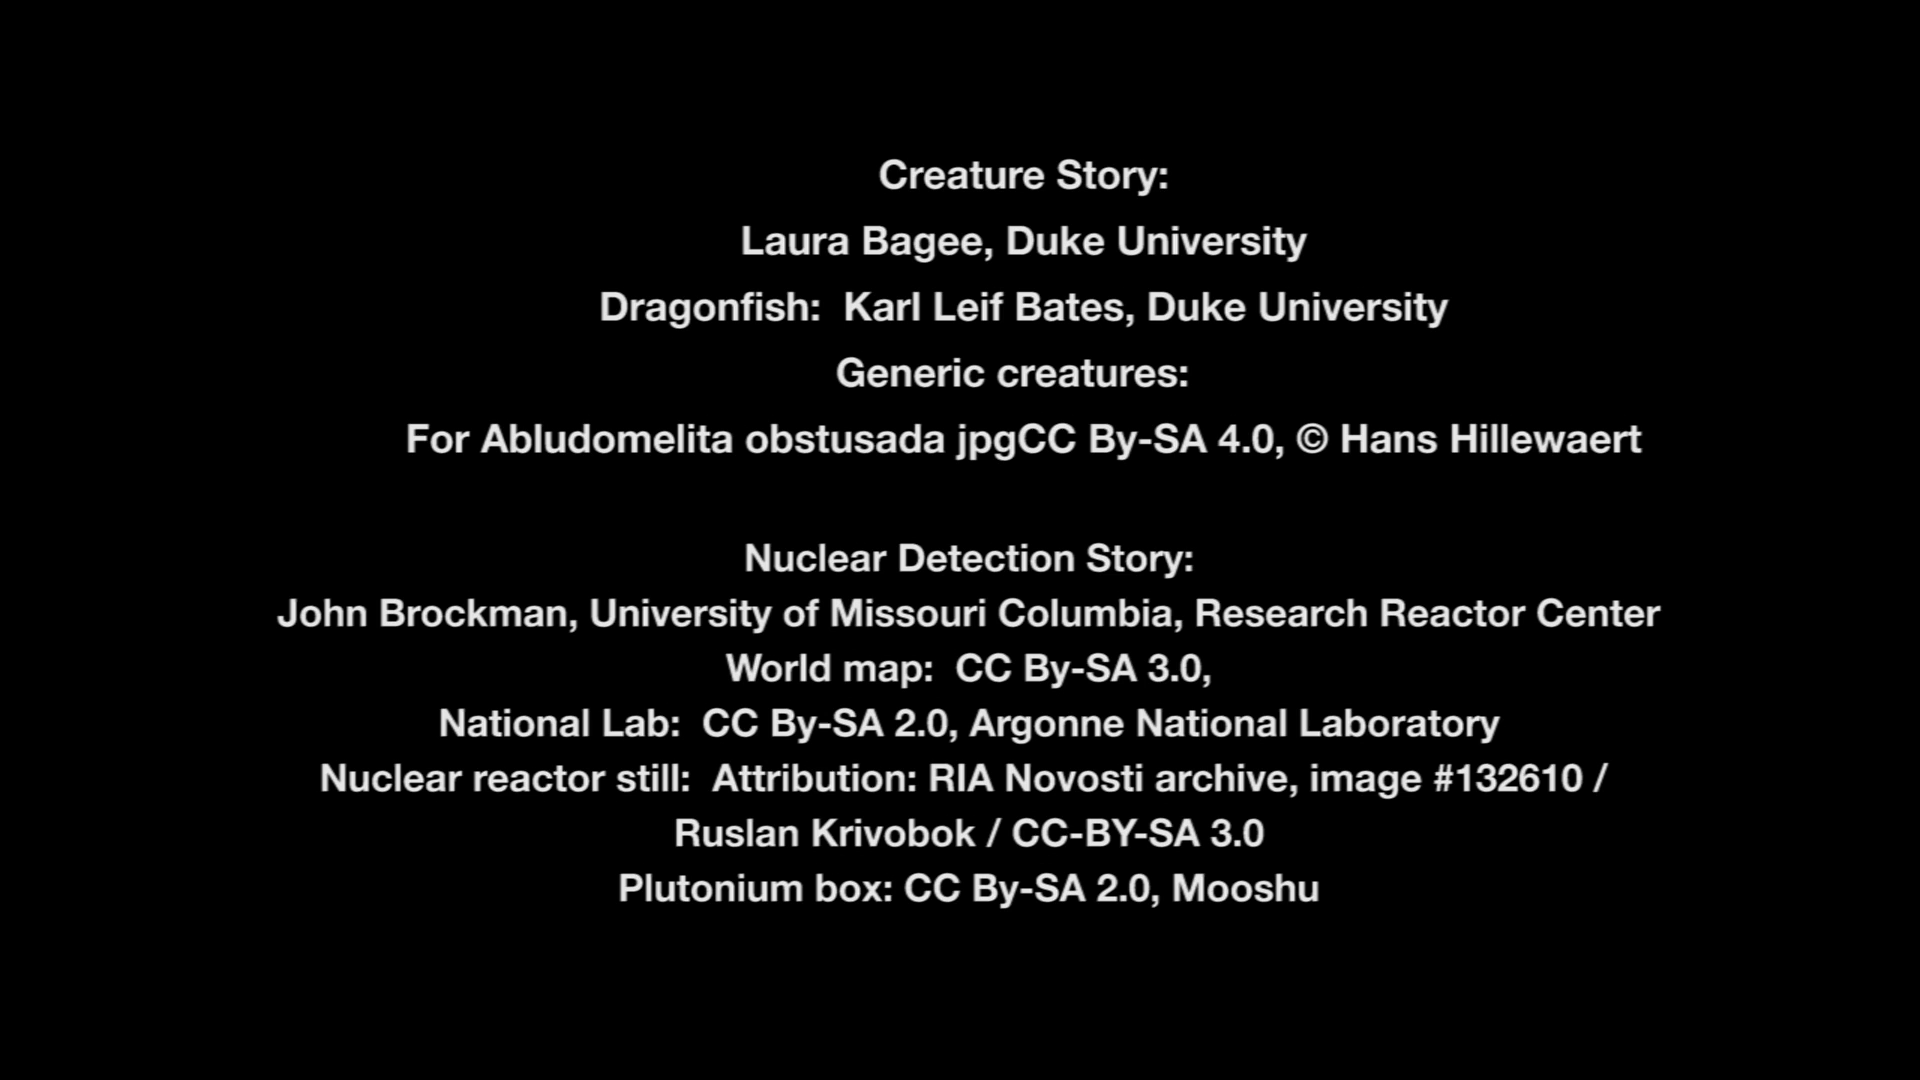 Creature Story:
Laura Bagee, Duke University
Dragonfish:  Karl Leif Bates, Duke University
Generic creatures:
For Abludomelita obstusada jpgCC By-SA 4.0, © Hans Hillewaert
Nuclear Detection Story:
John Brockman, University of Missouri Columbia, Research Reactor Center
World map:  CC By-SA 3.0,
National Lab:  CC By-SA 2.0, Argonne National Laboratory
Nuclear reactor still:  Attribution: RIA Novosti archive, image #132610 /
Ruslan Krivobok / CC-BY-SA 3.0
Plutonium box: CC By-SA 2.0, Mooshu